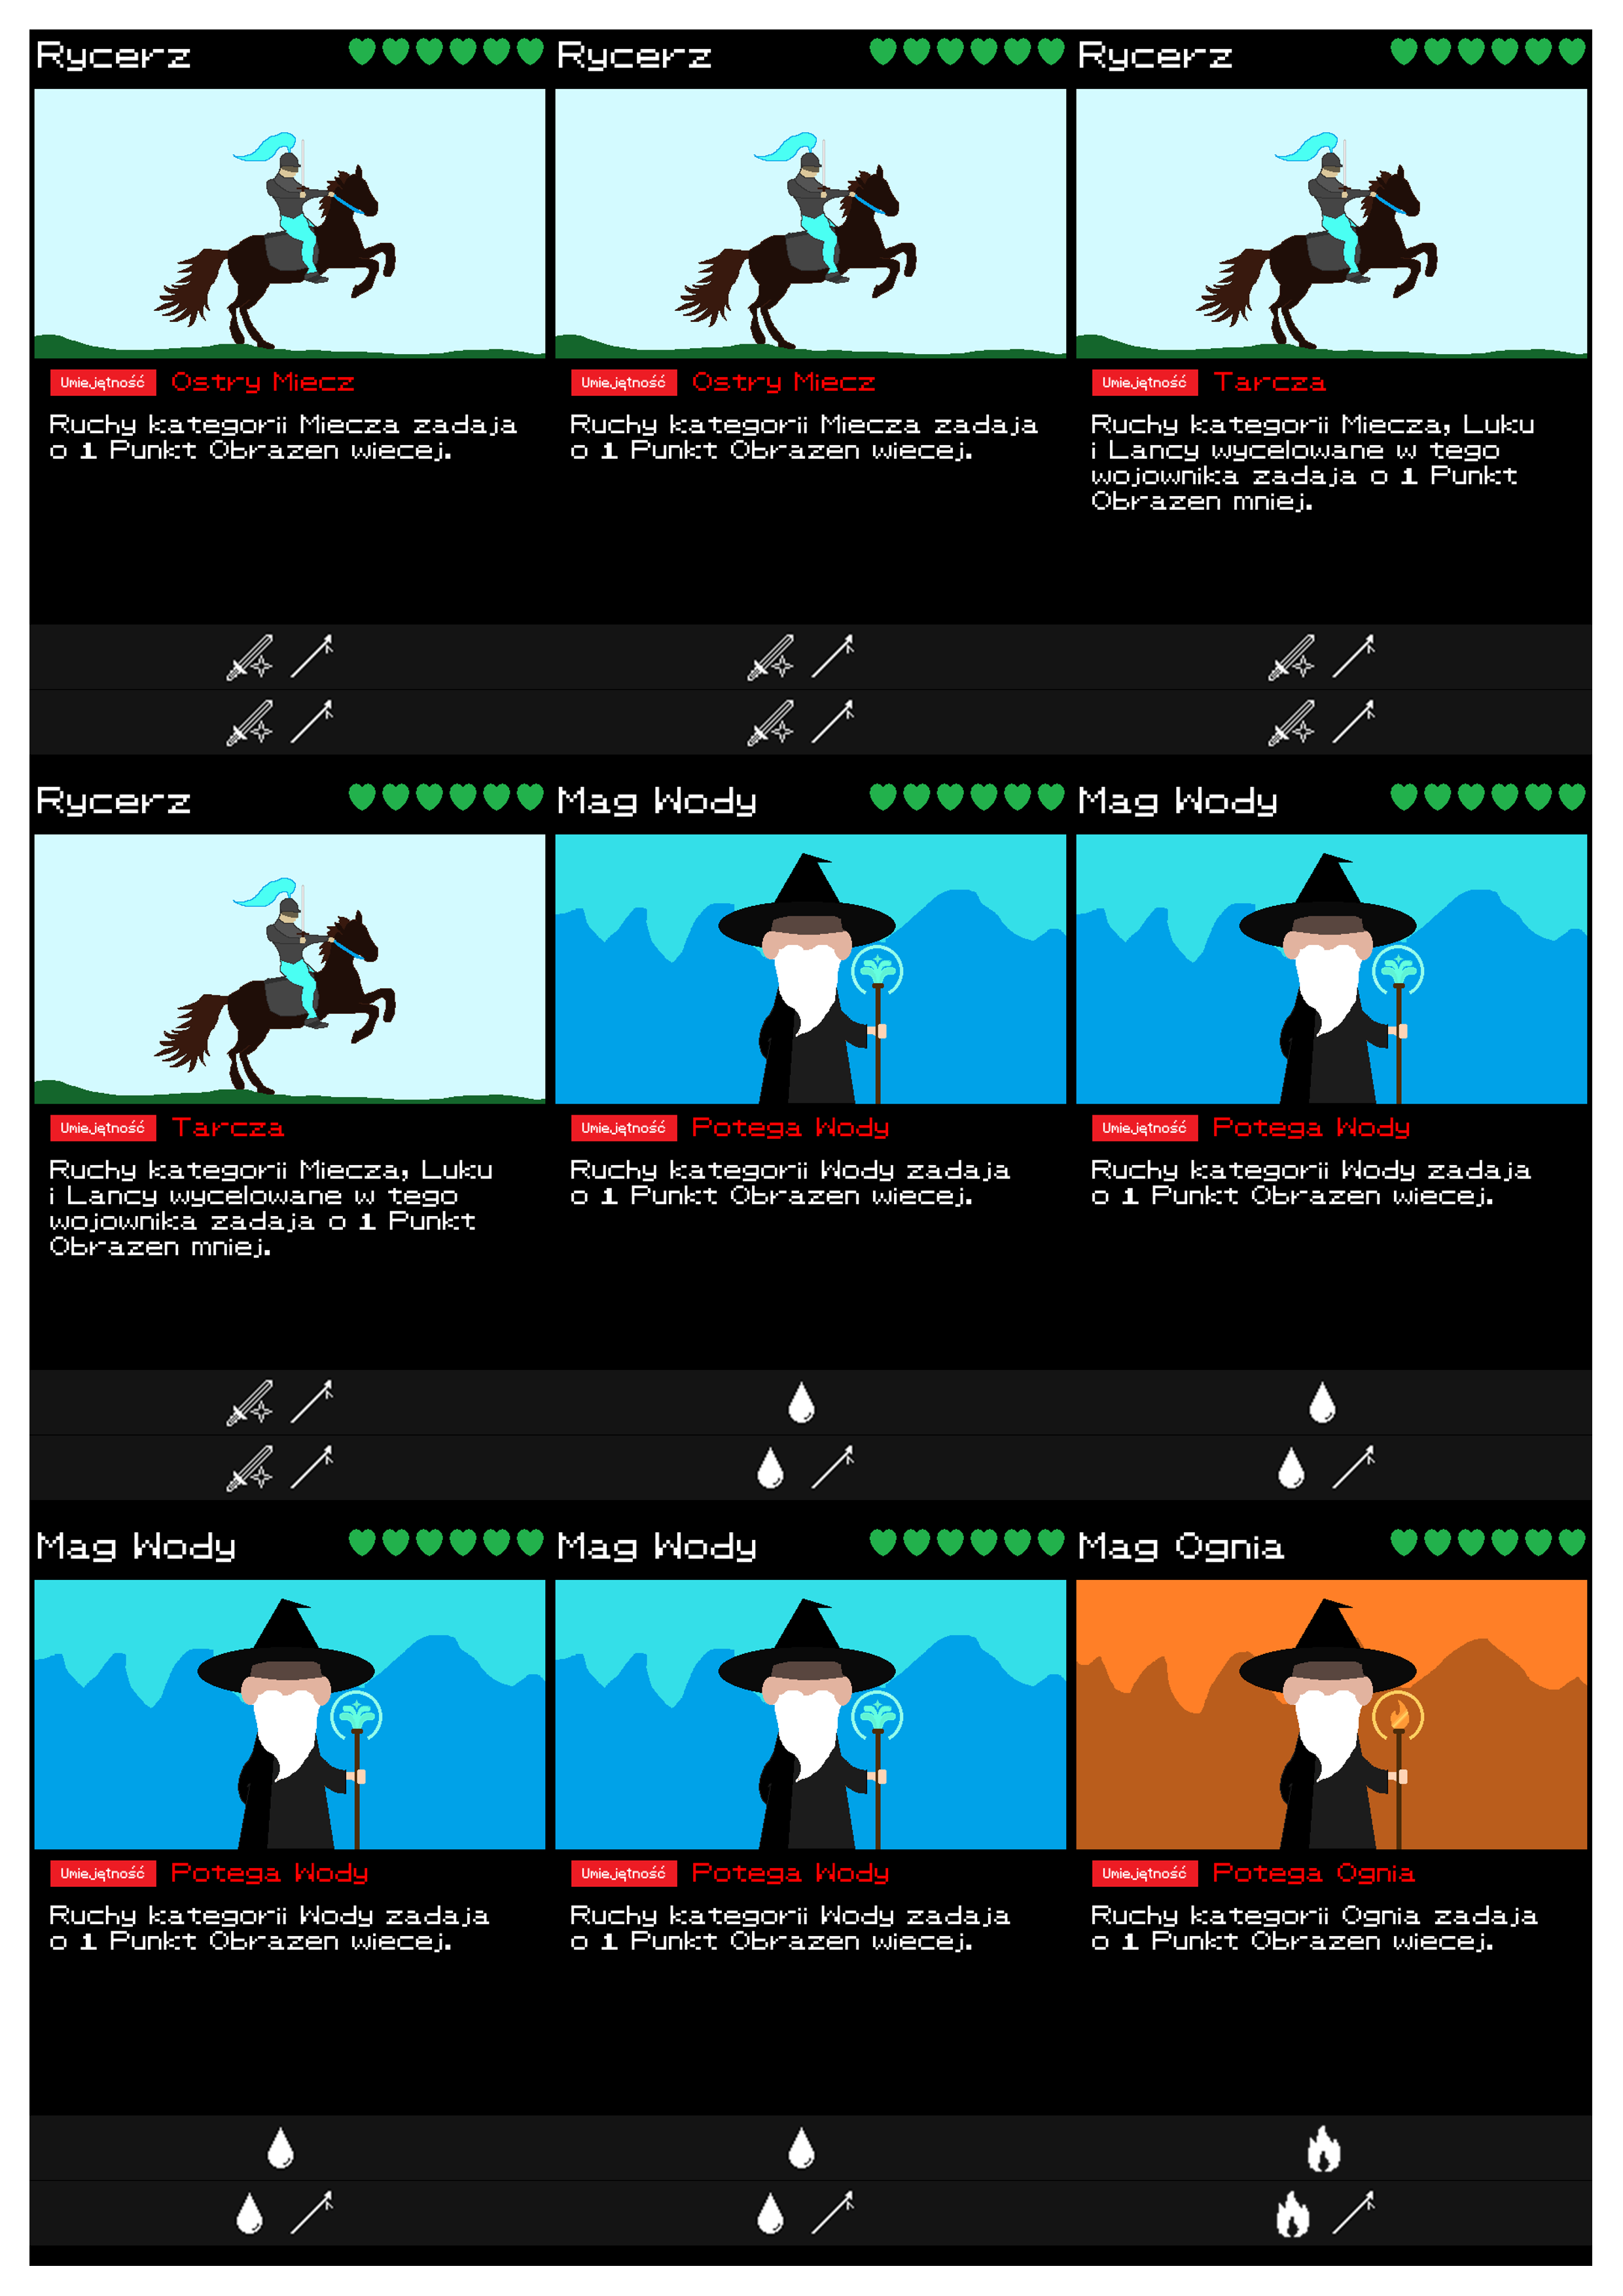 Rycerz
Umiejętność Ostry Miecz
Ruchy kategorii Miecza zadaja
o 1 Punkt Obrazen wiecej.
Rycerz
Umiejętność Ostry Miecz
Ruchy kategorii Miecza zadaja
o 1 Punkt Obrazen wiecej.
Rycerz
Umiejętność Tarcza
Ruchy kategorii Miecza, Luku
i Lancy wycelowane w tego
wojownika zadaja o 1 Punkt
Obrazen mniej.
Rycerz
Umiejętność Tarcza
Ruchy kategorii Miecza, Luku
i Lancy wycelowane w tego
wojownika zadaja o 1 Punkt
Obrazen mniej.
Mag Wody
Umiejętność Potega Wody
Ruchy kategorii Wody zadaja
o 1 Punkt Obrazen wiecej.
Mag Wody
Umiejętność Potega Wody
Ruchy kategorii Wody zadaja
o 1 Punkt Obrazen wiecej.
Mag Wody
Umiejętność Potega Wody
Ruchy kategorii Wody zadaja
o 1 Punkt Obrazen wiecej.
Mag Wody
Umiejętność Potega Wody
Ruchy kategorii Wody zadaja
o 1 Punkt Obrazen wiecej.
Mag Ognia
Umiejętność Potega Ognia
Ruchy kategorii Ognia zadaja
o 1 Punkt Obrazen wiecej.